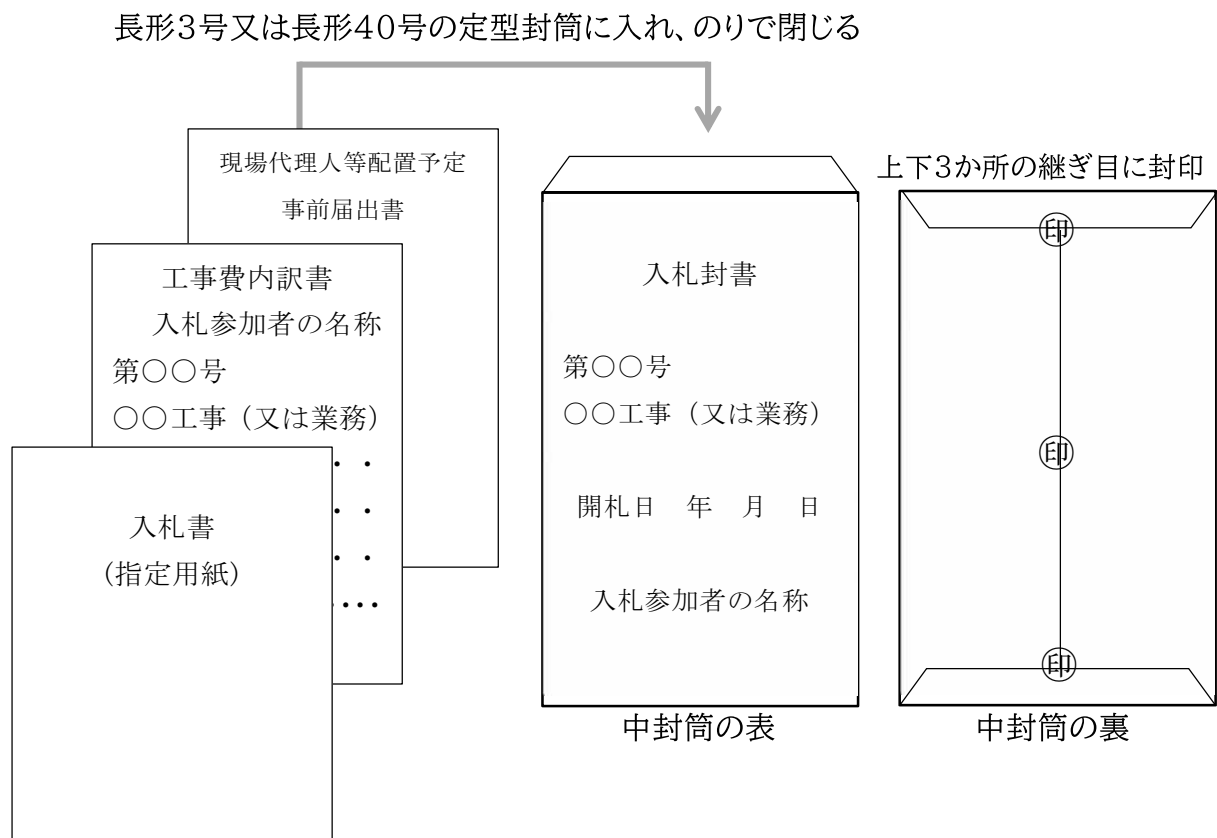 長形3号又は長形40号の定型封筒に入れ、のりで閉じる
現場代理人等配置予定
事前届出書
工事費内訳書
入札参加者の名称
第○○号
○○工事（又は業務）
・・
・・
・・
・・・
入札書
（指定用紙）
入札封書
第○○号
○○工事（又は業務）
開札日　年　月　日
入札参加者の名称
中封筒の表
上下3か所の継ぎ目に封印
㊞
㊞
㊞
中封筒の裏